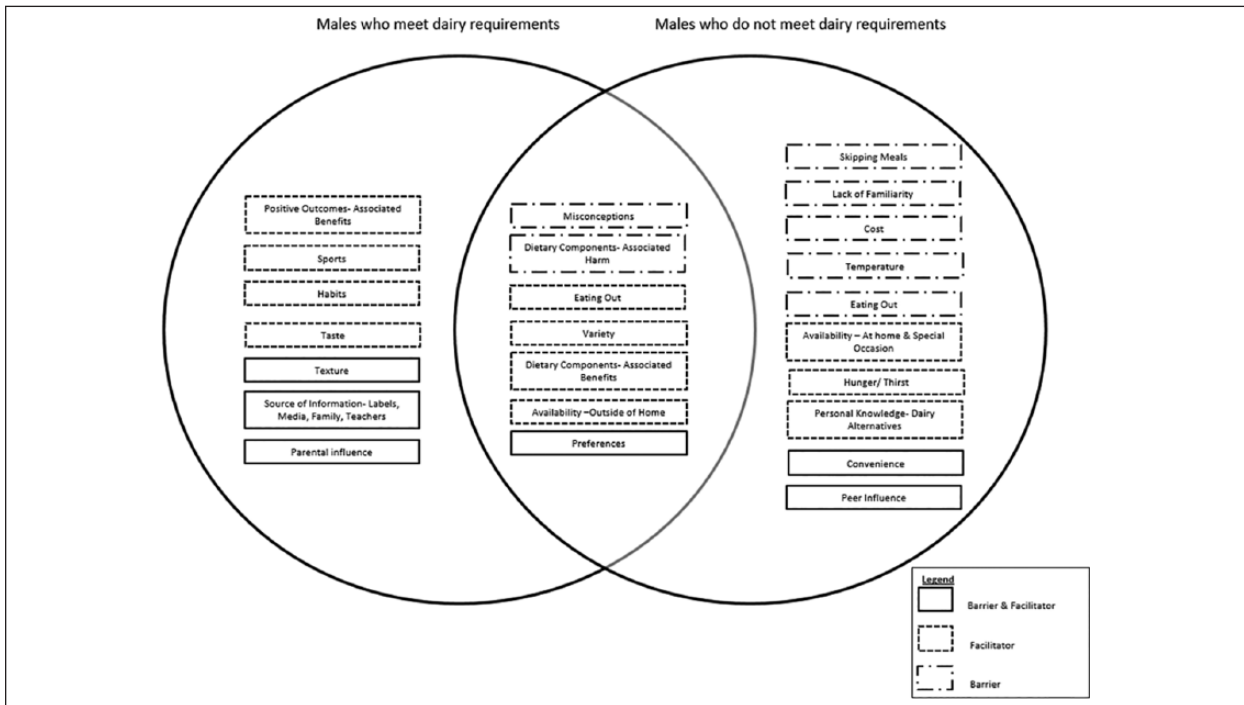 Males who meet dairy requirements
Males who do not meet dairy requirements
Positive Outcomes- Associated
Benefits
Sports
Habits
Taste
Texture
Source of Information- Labels,
Media, Family, Teachers
Parental influence
Misconceptions
Dietary Components- Associated
Harm
Eating Out
Variety
Dietary Components- Associated
Benefits
Availability –Outside of Home
Preferences
Skipping Meals
Lack of Familiarity
Cost
Temperature
Eating Out
Availability – At home & Special
Occasion
Hunger/ Thirst
Personal Knowledge- Dairy
Alternatives
Convenience
Peer Influence
Legend
Barrier & Facilitator
Facilitator
Barrier